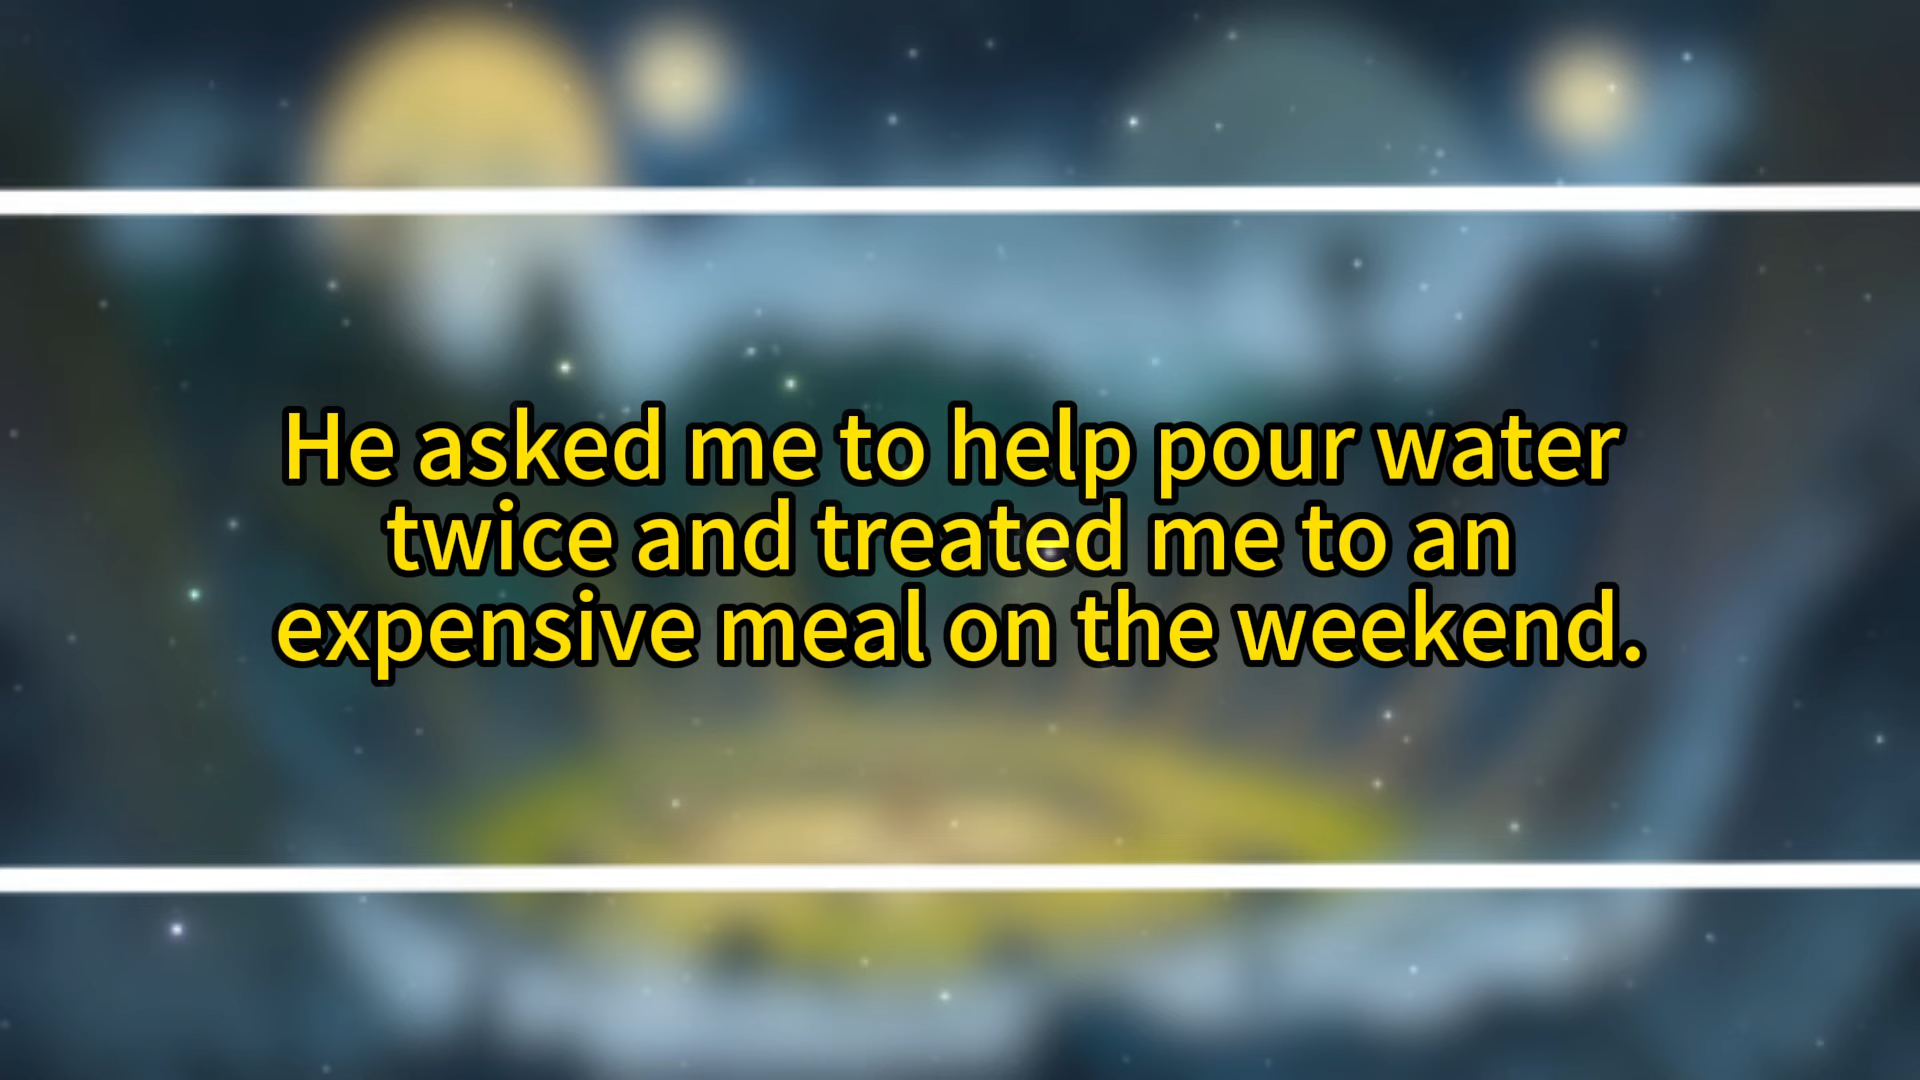 He asked me to help pour water
twice and treated me to an
expensive meal on the weekend.